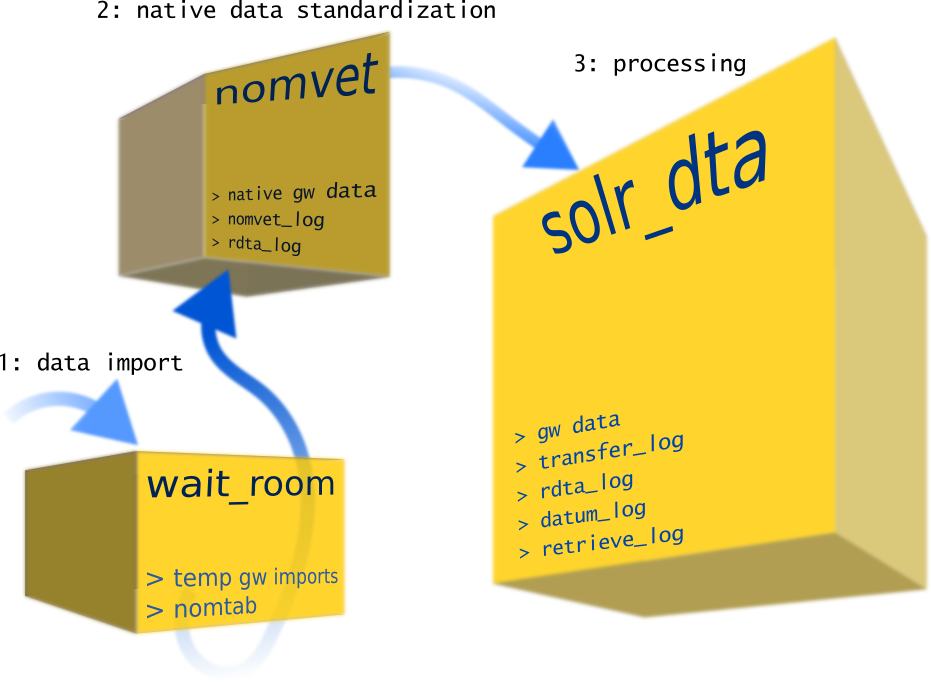 2: native data standardization
nomvet
> native gw data
> nomvet_log
> rdta_log
3: processing
solr_dta
> gw data
> transfer_log
> rdta_log
> datum_log
> retrieve_log
1: data import
wait_room
> temp gw imports
> nomtab